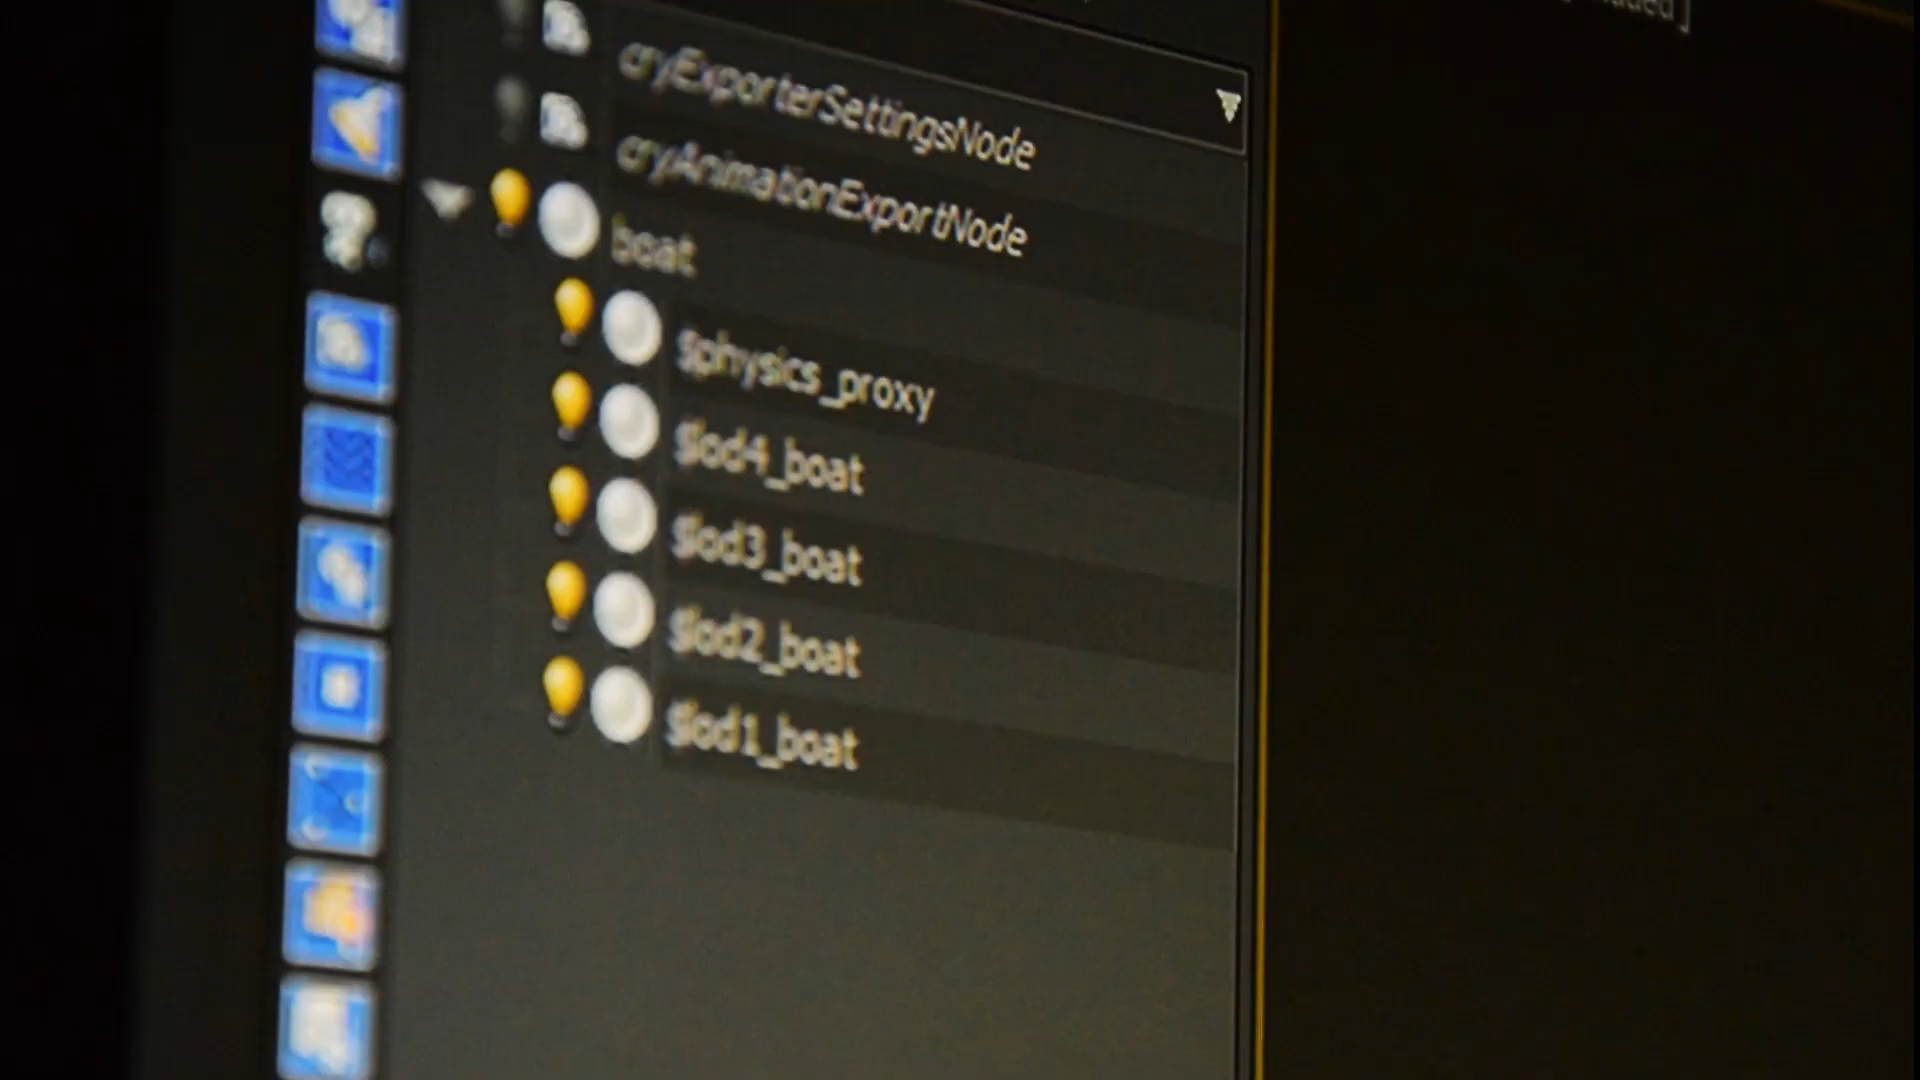 cryExporterSettingsNode
cryAnimationExportNode
boat
$physics_proxy
$lod4_boat
$lod3_boat
$lod2_boat
$lod1_boat